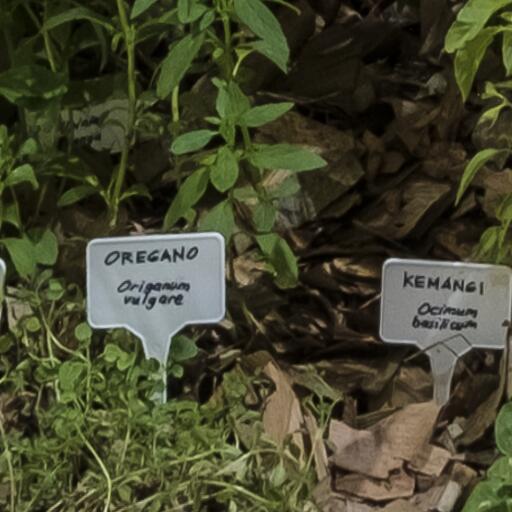 OREGANO
Origanum
vulgare
KEMANGI
Ocimum
basilicum